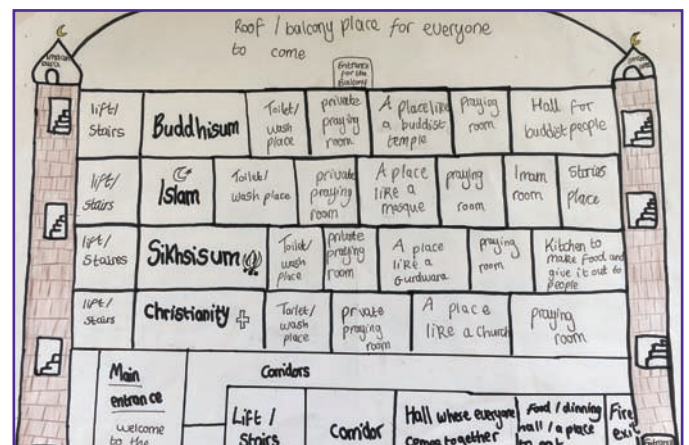 Roof / balcony place for everyone
to come
Entrance
for the
Balcony
lift/
Stairs
Buddhisum
Toilet/
wash
place
private
praying
room
A place like
a buddist
temple
praying
room
Hall for
buddist people
lift/
Stairs
Islam
Toilet/
wash place
private
praying
room
A place
like a
mosque
praying
room
Imam
room
Stories
place
lift/
Staires
Sikhsisum
Toilet/
wash
place
private
praying
room
A place
like a
Gurdwara
praying
room
Kitchen to
make food and
give it out to
people
lift/
stairs
Christianity
Toilet/
wash
place
private
praying
room
A place
like a church
praying
room
Main
entrance
welcome
to the
Corridors
Lift /
Stairs
Corridor
Hall where everyone
comes together
Food / dinning
hall / a place
to eat
Fire
exit
Entrance